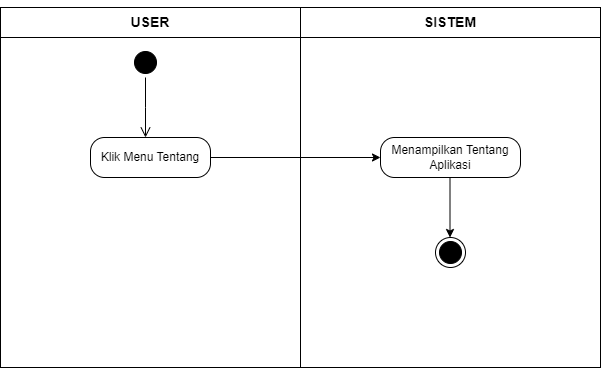 USER
SISTEM
Klik Menu Tentang
Menampilkan Tentang
Aplikasi